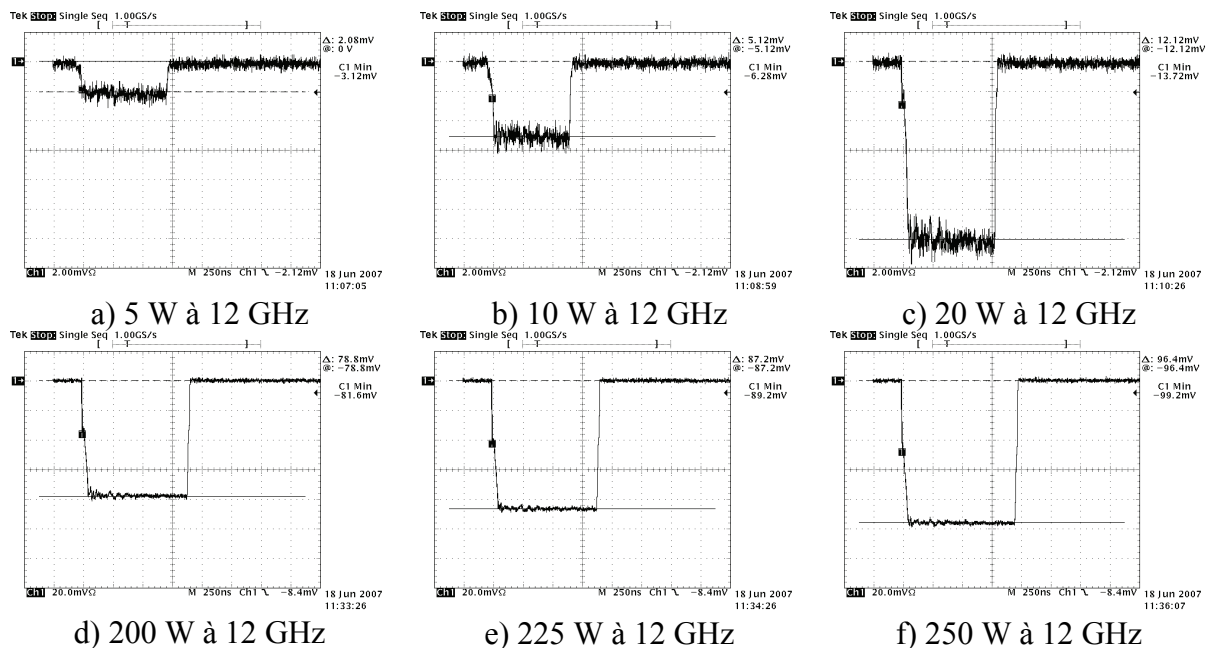 Tek Stop: Single Seq 1.00GS/s
[ T ]
Δ: 2.08mV
@: 0 V
C1 Min
-3.12mV
1→
Ch1 2.00mVΩ M 250ns Ch1 -2.12mV
18 Jun 2007
11:07:05
a) 5 W à 12 GHz
Tek Stop: Single Seq 1.00GS/s
[ T ]
Δ: 5.12mV
@: -5.12mV
C1 Min
-6.28mV
1→
Ch1 2.00mVΩ M 250ns Ch1 -2.12mV
18 Jun 2007
11:08:59
b) 10 W à 12 GHz
Tek Stop: Single Seq 1.00GS/s
[ T ]
Δ: 12.12mV
@: -12.12mV
C1 Min
-13.72mV
1→
Ch1 2.00mVΩ M 250ns Ch1 -2.12mV
18 Jun 2007
11:10:26
c) 20 W à 12 GHz
Tek Stop: Single Seq 1.00GS/s
[ T ]
Δ: 78.8mV
@: -78.8mV
C1 Min
-81.6mV
1→
Ch1 20.0mVΩ M 250ns Ch1 -8.4mV
18 Jun 2007
11:33:26
d) 200 W à 12 GHz
Tek Stop: Single Seq 1.00GS/s
[ T ]
Δ: 87.2mV
@: -87.2mV
C1 Min
-89.2mV
1→
Ch1 20.0mVΩ M 250ns Ch1 -8.4mV
18 Jun 2007
11:34:26
e) 225 W à 12 GHz
Tek Stop: Single Seq 1.00GS/s
[ T ]
Δ: 96.4mV
@: -96.4mV
C1 Min
-99.2mV
1→
Ch1 20.0mVΩ M 250ns Ch1 -8.4mV
18 Jun 2007
11:36:07
f) 250 W à 12 GHz